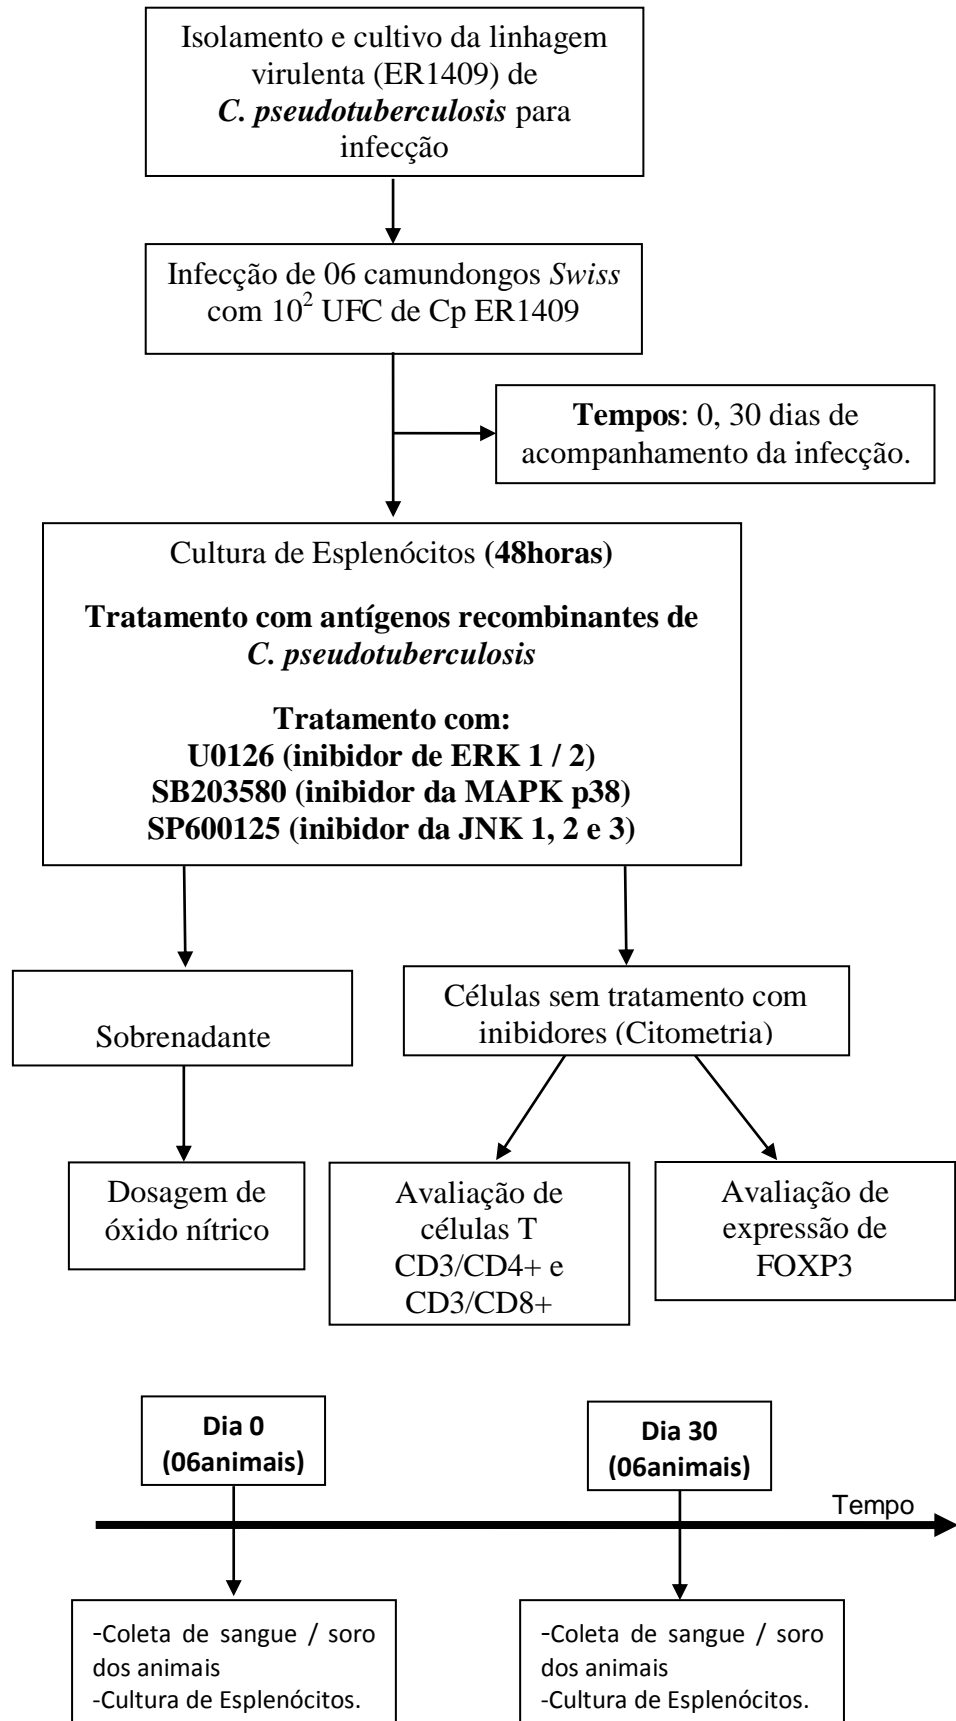 Isolamento e cultivo da linhagem
virulenta (ER1409) de
C. pseudotuberculosis para
infecção
Infecção de 06 camundongos Swiss
com 10² UFC de Cp ER1409
Tempos: 0, 30 dias de
acompanhamento da infecção.
Cultura de Esplenócitos (48horas)
Tratamento com antígenos recombinantes de
C. pseudotuberculosis
Tratamento com:
U0126 (inibidor de ERK 1 / 2)
SB203580 (inibidor da MAPK p38)
SP600125 (inibidor da JNK 1, 2 e 3)
Sobrenadante
Células sem tratamento com
inibidores (Citometria)
Dosagem de
óxido nítrico
Avaliação de
células T
CD3/CD4+ e
CD3/CD8+
Avaliação de
expressão de
FOXP3
Dia 0
(06animais)
Dia 30
(06animais)
Tempo
-Coleta de sangue / soro
dos animais
-Cultura de Esplenócitos.
-Coleta de sangue / soro
dos animais
-Cultura de Esplenócitos.